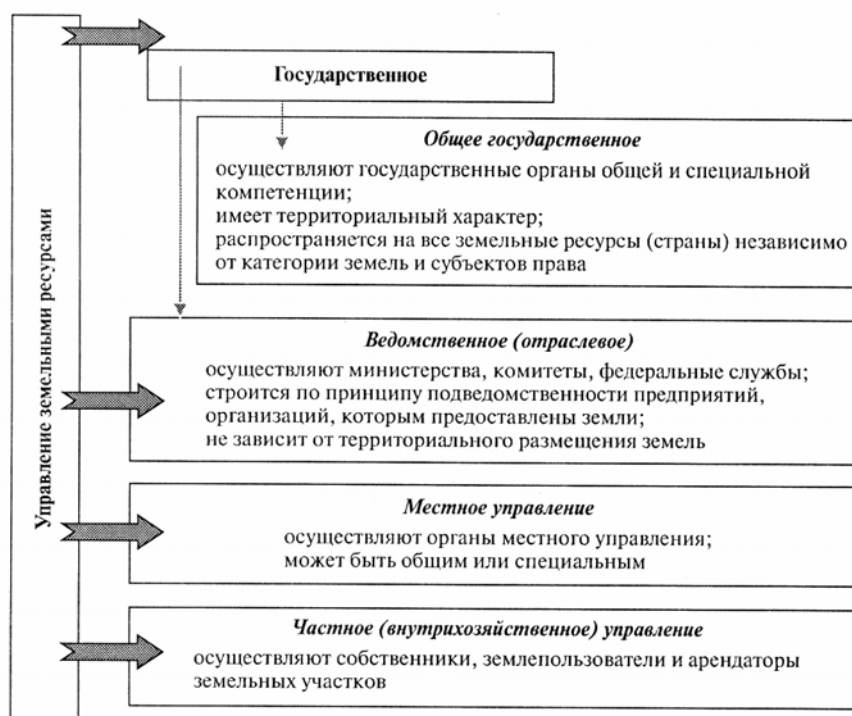 Управление земельными ресурсами
Государственное
Общее государственное
осуществляют государственные органы общей и специальной
компетенции;
имеет территориальный характер;
распространяется на все земельные ресурсы (страны) независимо
от категории земель и субъектов права
Ведомственное (отраслевое)
осуществляют министерства, комитеты, федеральные службы;
строится по принципу подведомственности предприятий,
организаций, которым предоставлены земли;
не зависит от территориального размещения земель
Местное управление
осуществляют органы местного управления;
может быть общим или специальным
Частное (внутрихозяйственное) управление
осуществляют собственники, землепользователи и арендаторы
земельных участков